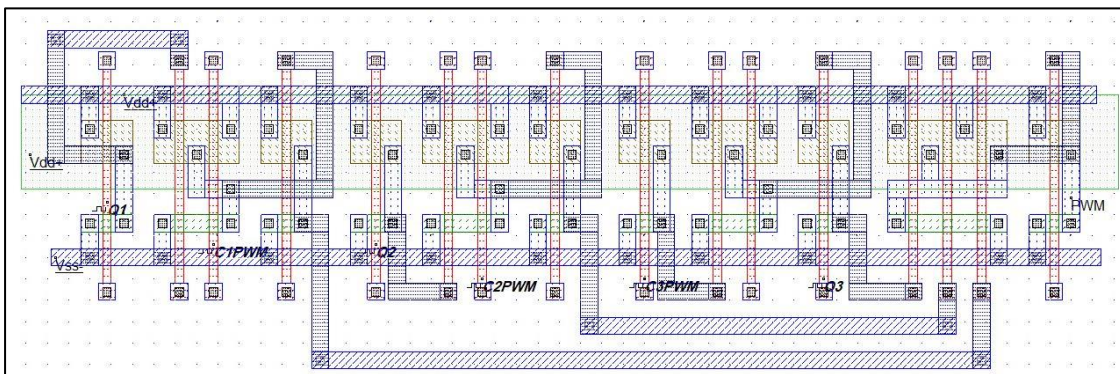 Vdd+
Vdd+
Q1
PWM
C1PWM
Q2
Vss-
C2PWM
C3PWM
Q3